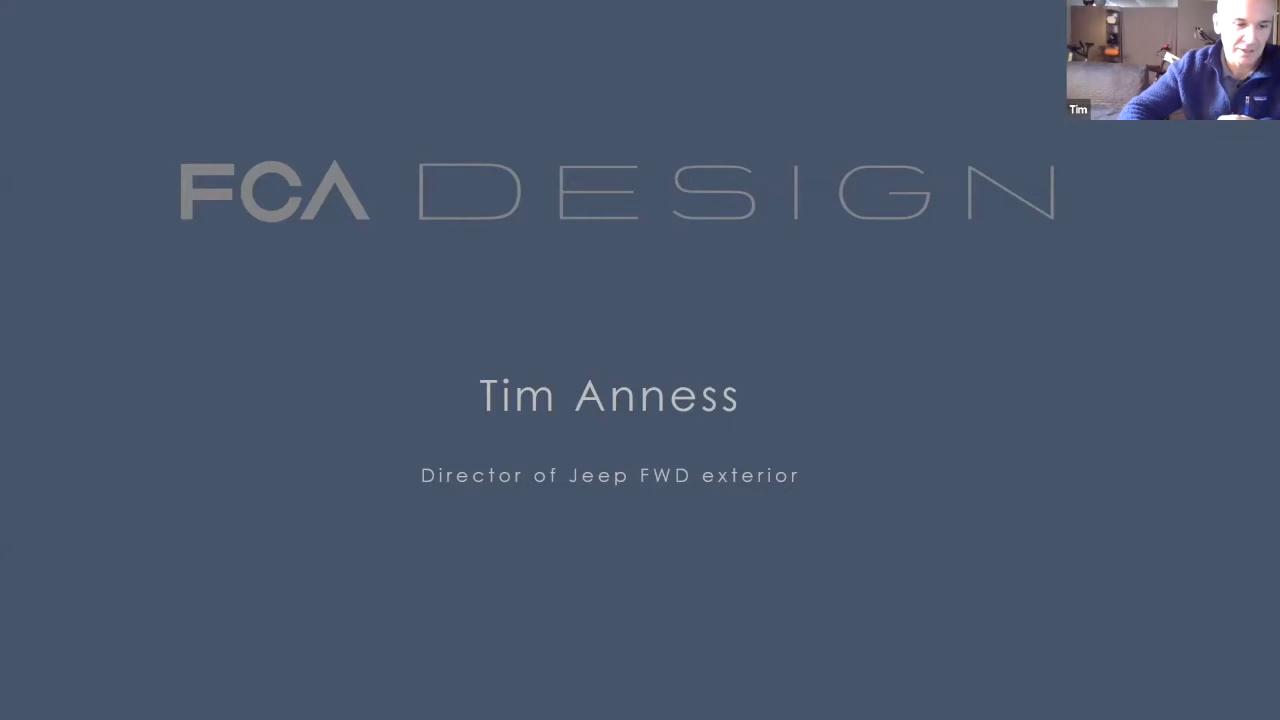 Tim
FCA DESIGN
Tim Anness
Director of Jeep FWD exterior